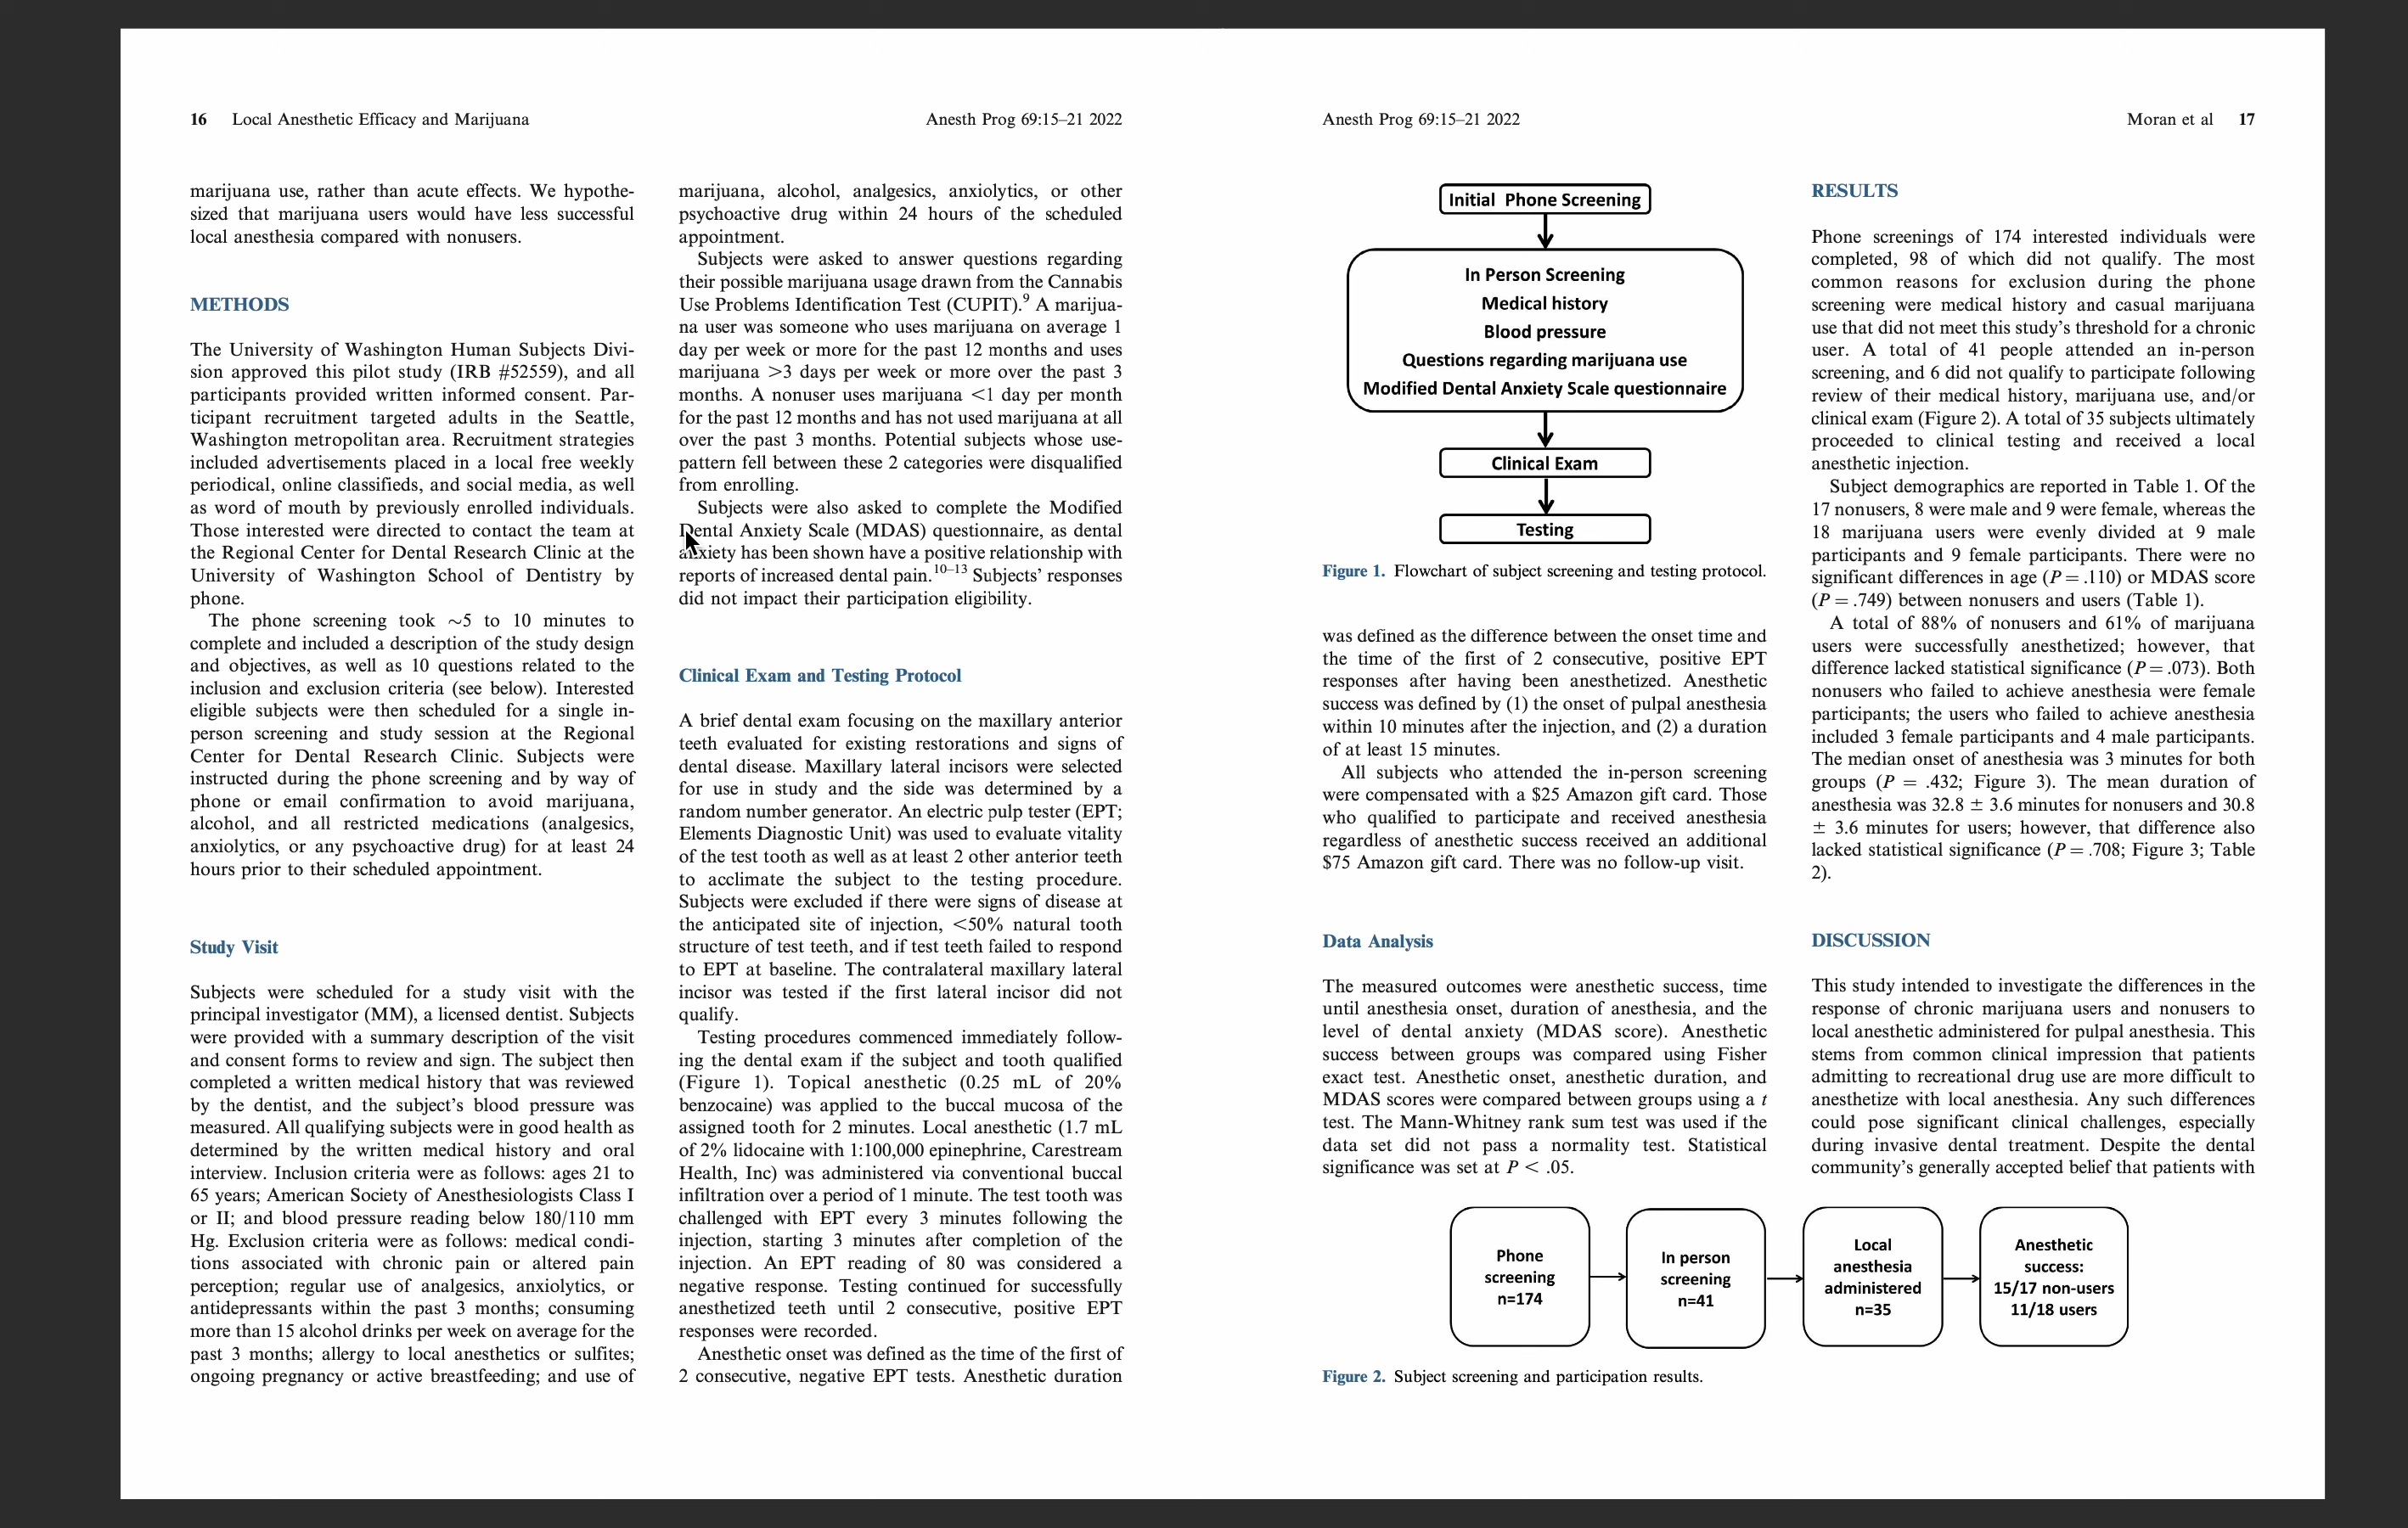 16 Local Anesthetic Efficacy and Marijuana
Anesth Prog 69:15–21 2022
marijuana use, rather than acute effects. We hypothe-
sized that marijuana users would have less successful
local anesthesia compared with nonusers.
METHODS
The University of Washington Human Subjects Divi-
sion approved this pilot study (IRB #52559), and all
participants provided written informed consent. Par-
ticipant recruitment targeted adults in the Seattle,
Washington metropolitan area. Recruitment strategies
included advertisements placed in a local free weekly
periodical, online classifieds, and social media, as well
as word of mouth by previously enrolled individuals.
Those interested were directed to contact the team at
the Regional Center for Dental Research Clinic at the
University of Washington School of Dentistry by
phone.
The phone screening took ~5 to 10 minutes to
complete and included a description of the study design
and objectives, as well as 10 questions related to the
inclusion and exclusion criteria (see below). Interested
eligible subjects were then scheduled for a single in-
person screening and study session at the Regional
Center for Dental Research Clinic. Subjects were
instructed during the phone screening and by way of
phone or email confirmation to avoid marijuana,
alcohol, and all restricted medications (analgesics,
anxiolytics, or any psychoactive drug) for at least 24
hours prior to their scheduled appointment.
Study Visit
Subjects were scheduled for a study visit with the
principal investigator (MM), a licensed dentist. Subjects
were provided with a summary description of the visit
and consent forms to review and sign. The subject then
completed a written medical history that was reviewed
by the dentist, and the subject's blood pressure was
measured. All qualifying subjects were in good health as
determined by the written medical history and oral
interview. Inclusion criteria were as follows: ages 21 to
65 years; American Society of Anesthesiologists Class I
or II; and blood pressure reading below 180/110 mm
Hg. Exclusion criteria were as follows: medical condi-
tions associated with chronic pain or altered pain
perception; regular use of analgesics, anxiolytics, or
antidepressants within the past 3 months; consuming
more than 15 alcohol drinks per week on average for the
past 3 months; allergy to local anesthetics or sulfites;
ongoing pregnancy or active breastfeeding; and use of
marijuana, alcohol, analgesics, anxiolytics, or other
psychoactive drug within 24 hours of the scheduled
appointment.
Subjects were asked to answer questions regarding
their possible marijuana usage drawn from the Cannabis
Use Problems Identification Test (CUPIT).9 A marijua-
na user was someone who uses marijuana on average 1
day per week or more for the past 12 months and uses
marijuana >3 days per week or more over the past 3
months. A nonuser uses marijuana <1 day per month
for the past 12 months and has not used marijuana at all
over the past 3 months. Potential subjects whose use-
pattern fell between these 2 categories were disqualified
from enrolling.
Subjects were also asked to complete the Modified
Dental Anxiety Scale (MDAS) questionnaire, as dental
anxiety has been shown have a positive relationship with
reports of increased dental pain.10–13 Subjects' responses
did not impact their participation eligibility.
Clinical Exam and Testing Protocol
A brief dental exam focusing on the maxillary anterior
teeth evaluated for existing restorations and signs of
dental disease. Maxillary lateral incisors were selected
for use in study and the side was determined by a
random number generator. An electric pulp tester (EPT;
Elements Diagnostic Unit) was used to evaluate vitality
of the test tooth as well as at least 2 other anterior teeth
to acclimate the subject to the testing procedure.
Subjects were excluded if there were signs of disease at
the anticipated site of injection, <50% natural tooth
structure of test teeth, and if test teeth failed to respond
to EPT at baseline. The contralateral maxillary lateral
incisor was tested if the first lateral incisor did not
qualify.
Testing procedures commenced immediately follow-
ing the dental exam if the subject and tooth qualified
(Figure 1). Topical anesthetic (0.25 mL of 20%
benzocaine) was applied to the buccal mucosa of the
assigned tooth for 2 minutes. Local anesthetic (1.7 mL
of 2% lidocaine with 1:100,000 epinephrine, Carestream
Health, Inc) was administered via conventional buccal
infiltration over a period of 1 minute. The test tooth was
challenged with EPT every 3 minutes following the
injection, starting 3 minutes after completion of the
injection. An EPT reading of 80 was considered a
negative response. Testing continued for successfully
anesthetized teeth until 2 consecutive, positive EPT
responses were recorded.
Anesthetic onset was defined as the time of the first of
2 consecutive, negative EPT tests. Anesthetic duration
Anesth Prog 69:15–21 2022
Moran et al 17
Initial Phone Screening
In Person Screening
Medical history
Blood pressure
Questions regarding marijuana use
Modified Dental Anxiety Scale questionnaire
Clinical Exam
Testing
Figure 1. Flowchart of subject screening and testing protocol.
was defined as the difference between the onset time and
the time of the first of 2 consecutive, positive EPT
responses after having been anesthetized. Anesthetic
success was defined by (1) the onset of pulpal anesthesia
within 10 minutes after the injection, and (2) a duration
of at least 15 minutes.
All subjects who attended the in-person screening
were compensated with a $25 Amazon gift card. Those
who qualified to participate and received anesthesia
regardless of anesthetic success received an additional
$75 Amazon gift card. There was no follow-up visit.
Data Analysis
The measured outcomes were anesthetic success, time
until anesthesia onset, duration of anesthesia, and the
level of dental anxiety (MDAS score). Anesthetic
success between groups was compared using Fisher
exact test. Anesthetic onset, anesthetic duration, and
MDAS scores were compared between groups using a t
test. The Mann-Whitney rank sum test was used if the
data set did not pass a normality test. Statistical
significance was set at P < .05.
RESULTS
Phone screenings of 174 interested individuals were
completed, 98 of which did not qualify. The most
common reasons for exclusion during the phone
screening were medical history and casual marijuana
use that did not meet this study's threshold for a chronic
user. A total of 41 people attended an in-person
screening, and 6 did not qualify to participate following
review of their medical history, marijuana use, and/or
clinical exam (Figure 2). A total of 35 subjects ultimately
proceeded to clinical testing and received a local
anesthetic injection.
Subject demographics are reported in Table 1. Of the
17 nonusers, 8 were male and 9 were female, whereas the
18 marijuana users were evenly divided at 9 male
participants and 9 female participants. There were no
significant differences in age (P = .110) or MDAS score
(P = .749) between nonusers and users (Table 1).
A total of 88% of nonusers and 61% of marijuana
users were successfully anesthetized; however, that
difference lacked statistical significance (P = .073). Both
nonusers who failed to achieve anesthesia were female
participants; the users who failed to achieve anesthesia
included 3 female participants and 4 male participants.
The median onset of anesthesia was 3 minutes for both
groups (P = .432; Figure 3). The mean duration of
anesthesia was 32.8 ± 3.6 minutes for nonusers and 30.8
± 3.6 minutes for users; however, that difference also
lacked statistical significance (P = .708; Figure 3; Table
2).
DISCUSSION
This study intended to investigate the differences in the
response of chronic marijuana users and nonusers to
local anesthetic administered for pulpal anesthesia. This
stems from common clinical impression that patients
admitting to recreational drug use are more difficult to
anesthetize with local anesthesia. Any such differences
could pose significant clinical challenges, especially
during invasive dental treatment. Despite the dental
community's generally accepted belief that patients with
Phone
screening
n=174
In person
screening
n=41
Local
anesthesia
administered
n=35
Anesthetic
success:
15/17 non-users
11/18 users
Figure 2. Subject screening and participation results.